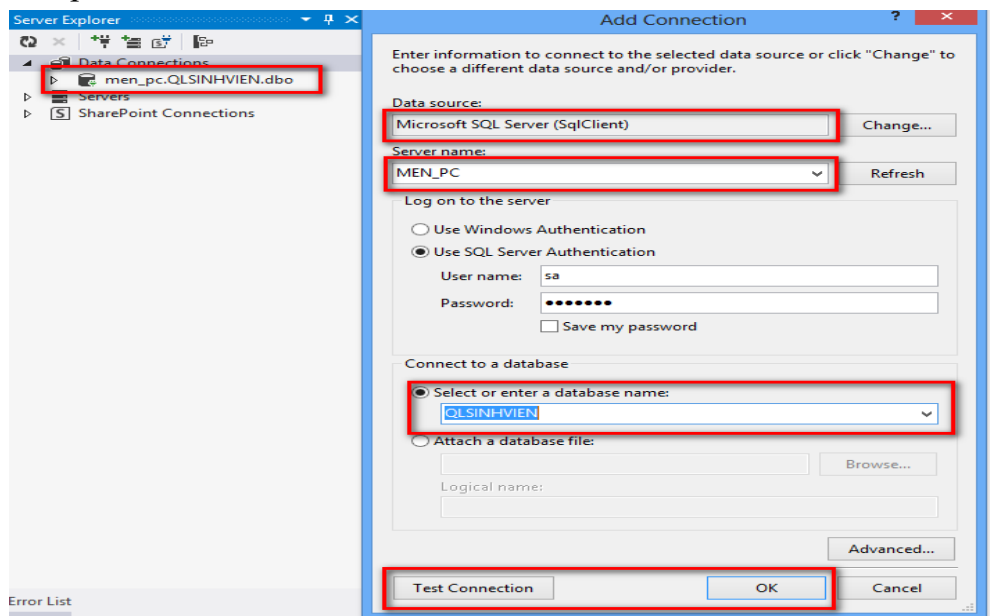 Server Explorer
Data Connections
men_pc.QLSINHVIEN.dbo
Servers
SharePoint Connections
Error List
Add Connection
Enter information to connect to the selected data source or click "Change" to
choose a different data source and/or provider.
Data source:
Microsoft SQL Server (SqlClient)
Change...
Server name:
MEN_PC
Refresh
Log on to the server
Use Windows Authentication
Use SQL Server Authentication
User name:
sa
Password:
•••••••
Save my password
Connect to a database
Select or enter a database name:
QLSINHVIEN
Attach a database file:
Browse...
Logical name:
Advanced...
Test Connection
OK
Cancel